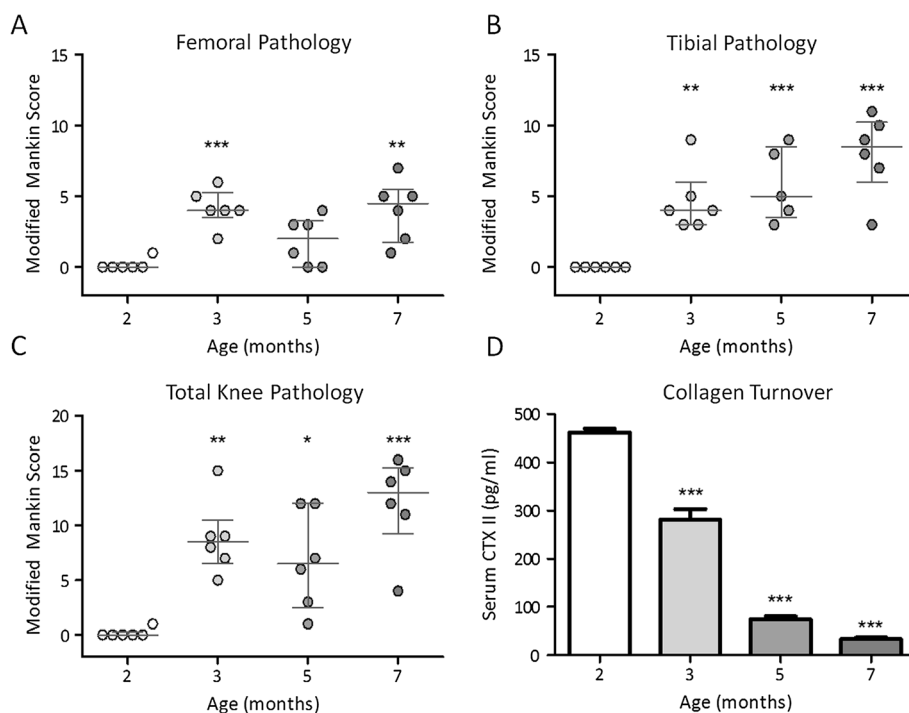 A
Femoral Pathology
Modified Mankin Score
15
10
5
0
***
**
2 3 5 7
Age (months)
B
Tibial Pathology
Modified Mankin Score
15
10
5
0
**
***
***
2 3 5 7
Age (months)
C
Total Knee Pathology
Modified Mankin Score
20
15
10
5
0
**
*
***
2 3 5 7
Age (months)
D
Collagen Turnover
Serum CTX II (pg/ml)
500
400
300
200
100
0
***
***
***
2 3 5 7
Age (months)